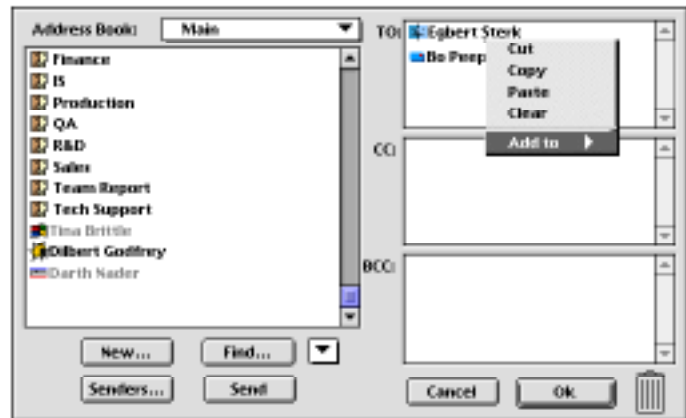 Address Book: Main
Finance
IS
Production
QA
R&D
Sales
Team Report
Tech Support
Tina Brittle
Dilbert Godfrey
Darth Nader
New...
Find...
Senders...
Send
TO:
Egbert Sterk
Bo Peep
Cut
Copy
Paste
Clear
Add to
CC:
BCC:
Cancel
Ok